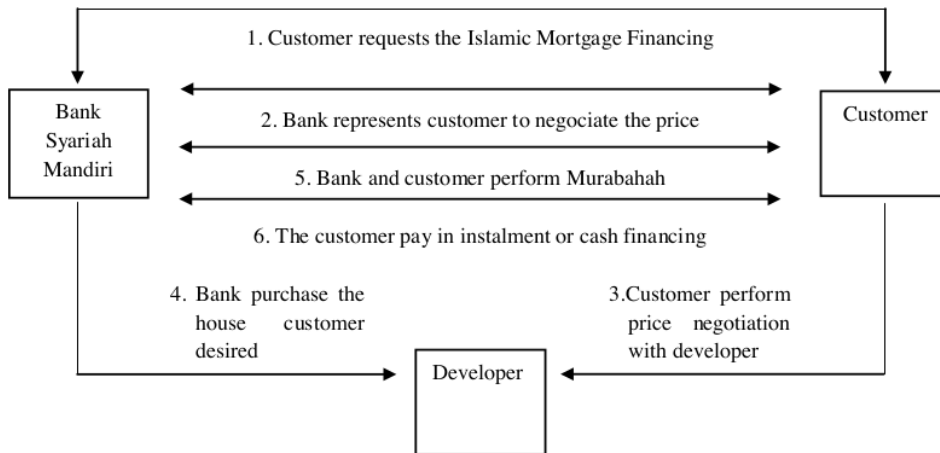 1. Customer requests the Islamic Mortgage Financing
Bank
Syariah
Mandiri
Customer
2. Bank represents customer to negociate the price
5. Bank and customer perform Murabahah
6. The customer pay in instalment or cash financing
4. Bank purchase the
house customer
desired
3.Customer perform
price negotiation
with developer
Developer